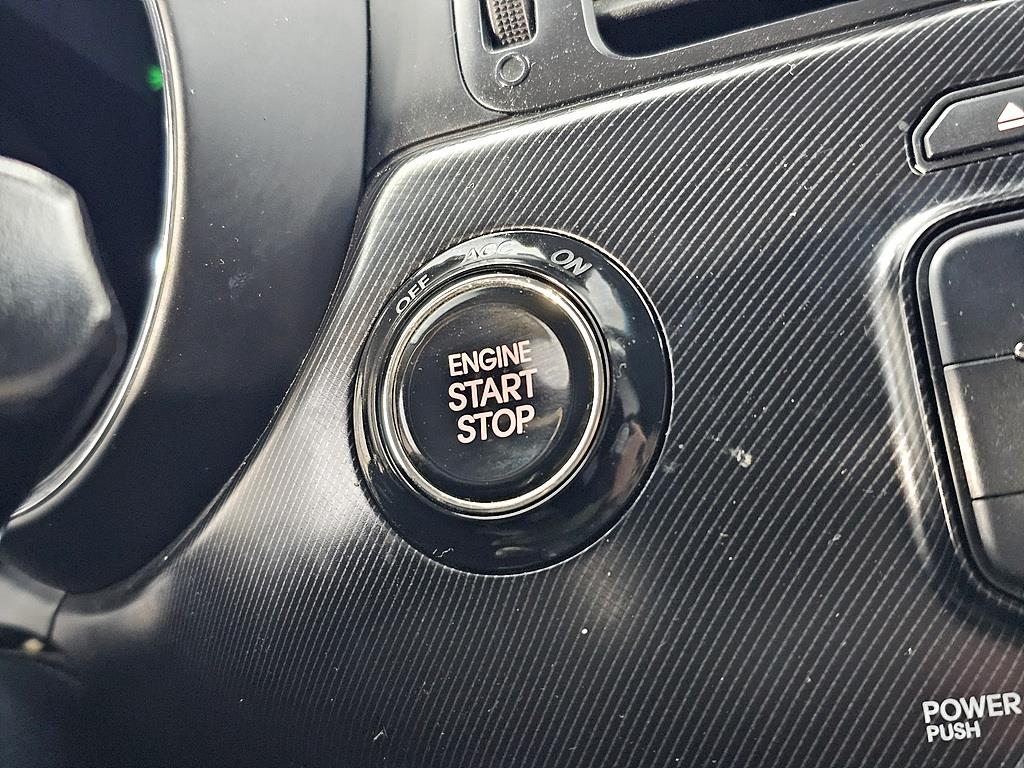 OFF ACC ON
ENGINE
START
STOP
POWER
PUSH